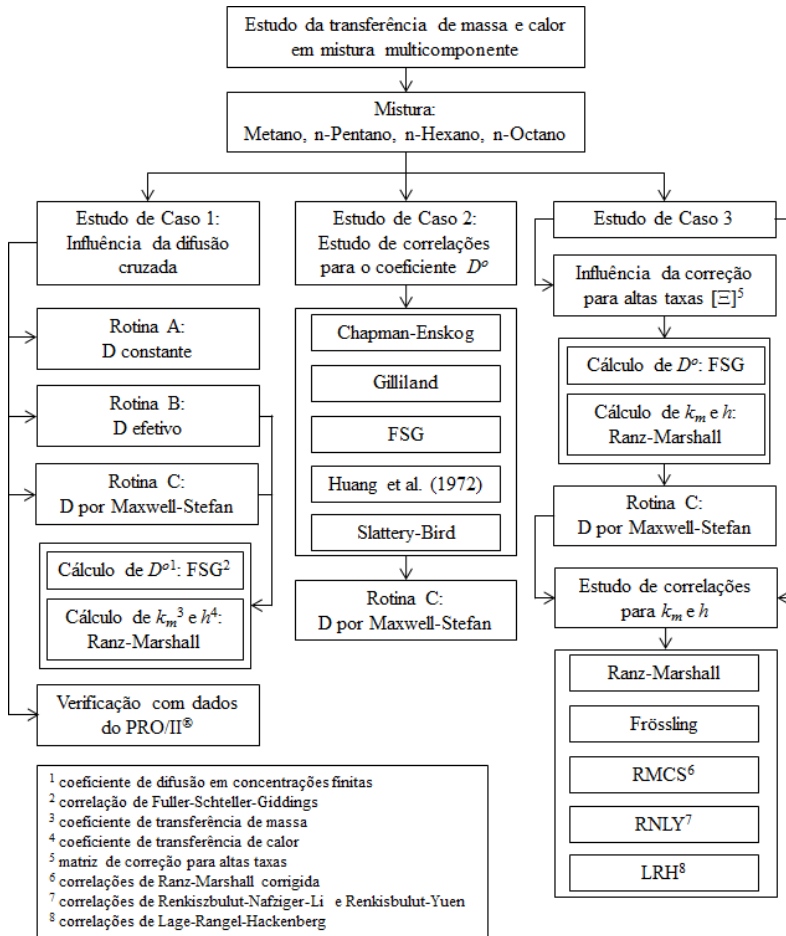 Estudo da transferência de massa e calor
em mistura multicomponente
Mistura:
Metano, n-Pentano, n-Hexano, n-Octano
Estudo de Caso 1:
Influência da difusão
cruzada
Rotina A:
D constante
Rotina B:
D efetivo
Rotina C:
D por Maxwell-Stefan
Cálculo de D°¹: FSG²
Cálculo de kₘ³ e h⁴:
Ranz-Marshall
Verificação com dados
do PRO/II®
Estudo de Caso 2:
Estudo de correlações
para o coeficiente D°
Chapman-Enskog
Gilliland
FSG
Huang et al. (1972)
Slattery-Bird
Rotina C:
D por Maxwell-Stefan
Estudo de Caso 3
Influência da correção
para altas taxas [Ξ]⁵
Cálculo de D°: FSG
Cálculo de kₘ e h:
Ranz-Marshall
Rotina C:
D por Maxwell-Stefan
Estudo de correlações
para kₘ e h
Ranz-Marshall
Frössling
RMCS⁶
RNLY⁷
LRH⁸
¹ coeficiente de difusão em concentrações finitas
² correlação de Fuller-Schteller-Giddings
³ coeficiente de transferência de massa
⁴ coeficiente de transferência de calor
⁵ matriz de correção para altas taxas
⁶ correlações de Ranz-Marshall corrigida
⁷ correlações de Renkiszbulut-Nafziger-Li e Renkisbulut-Yuen
⁸ correlações de Lage-Rangel-Hackenberg